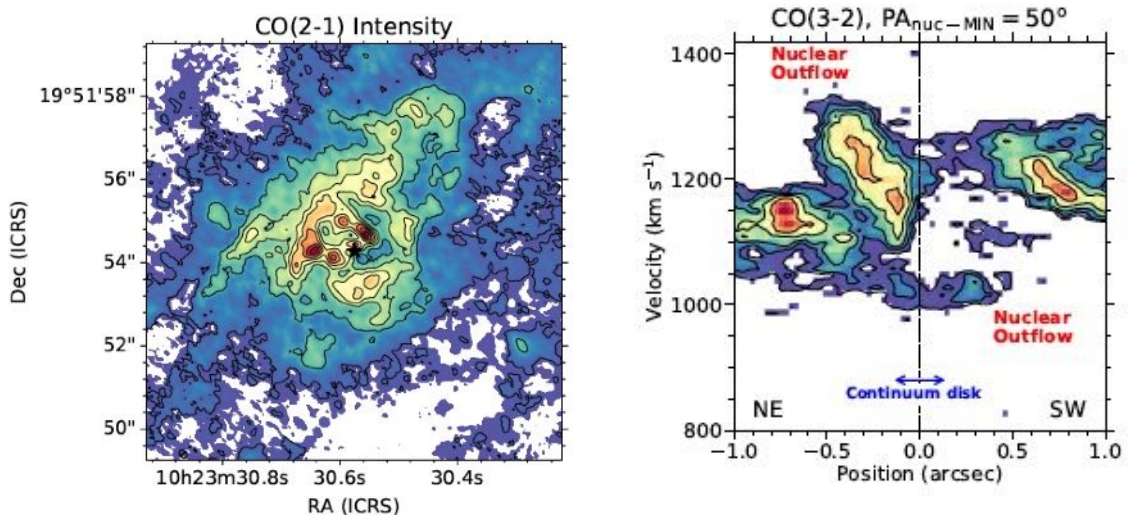 CO(2-1) Intensity
19°51'58"
56"
54"
52"
50"
Dec (ICRS)
10h23m30.8s 30.6s 30.4s
RA (ICRS)
CO(3-2), PAnuc−MIN = 50°
1400
1200
1000
800
Velocity (km s⁻¹)
Nuclear
Outflow
Nuclear
Outflow
Continuum disk
NE SW
−1.0 −0.5 0.0 0.5 1.0
Position (arcsec)